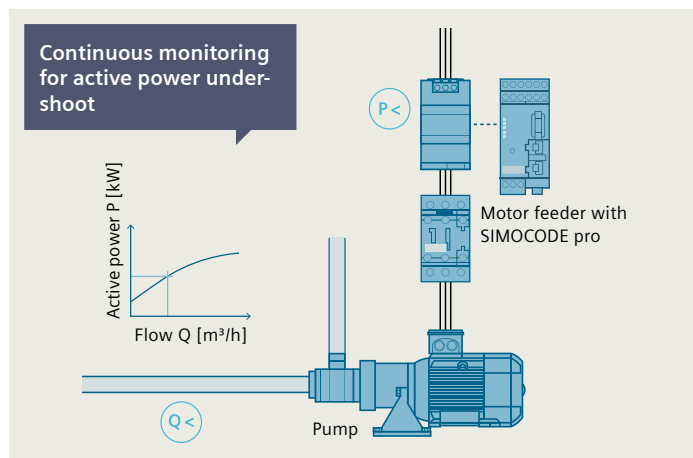 Continuous monitoring
for active power under-
shoot
P<
Motor feeder with
SIMOCODE pro
Active power P [kW]
Flow Q [m³/h]
Q<
Pump